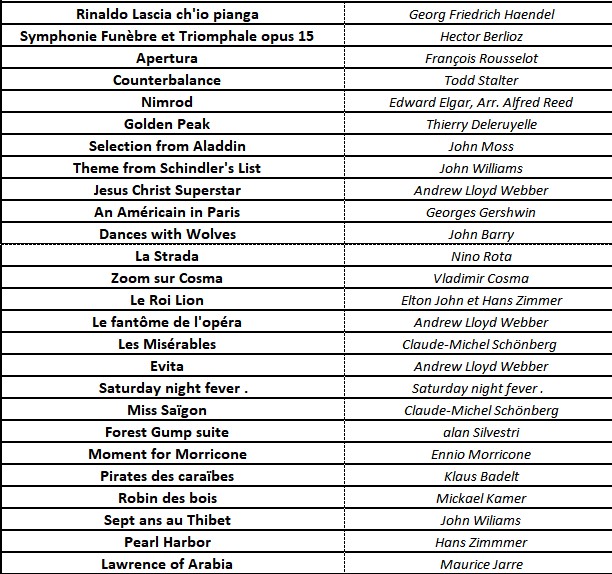 Rinaldo Lascia ch'io pianga Georg Friedrich Haendel
Symphonie Funèbre et Triomphale opus 15 Hector Berlioz
Apertura François Rousselot
Counterbalance Todd Stalter
Nimrod Edward Elgar, Arr. Alfred Reed
Golden Peak Thierry Deleruyelle
Selection from Aladdin John Moss
Theme from Schindler's List John Williams
Jesus Christ Superstar Andrew Lloyd Webber
An Américain in Paris Georges Gershwin
Dances with Wolves John Barry
La Strada Nino Rota
Zoom sur Cosma Vladimir Cosma
Le Roi Lion Elton John et Hans Zimmer
Le fantôme de l'opéra Andrew Lloyd Webber
Les Misérables Claude-Michel Schönberg
Evita Andrew Lloyd Webber
Saturday night fever . Saturday night fever .
Miss Saïgon Claude-Michel Schönberg
Forest Gump suite alan Silvestri
Moment for Morricone Ennio Morricone
Pirates des caraïbes Klaus Badelt
Robin des bois Mickael Kamer
Sept ans au Thibet John Wiliams
Pearl Harbor Hans Zimmmer
Lawrence of Arabia Maurice Jarre